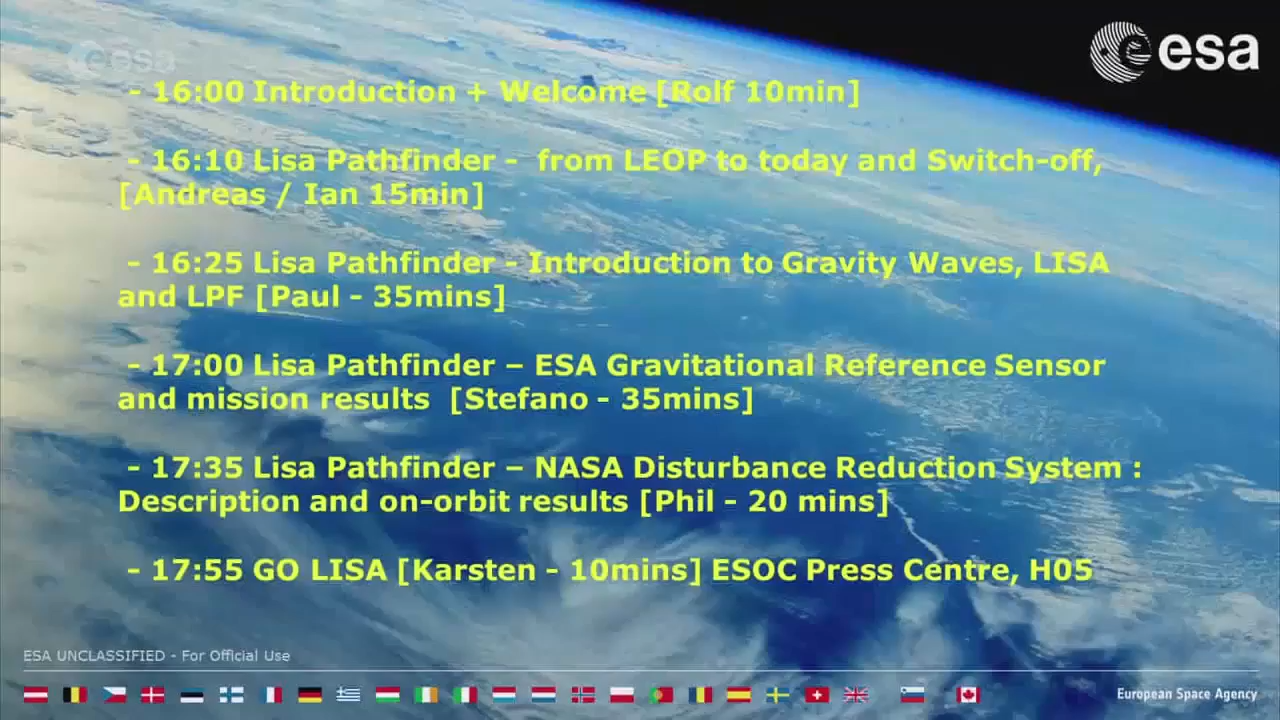 esa
esa
- 16:00 Introduction + Welcome [Rolf 10min]
- 16:10 Lisa Pathfinder -  from LEOP to today and Switch-off,
[Andreas / Ian 15min]
- 16:25 Lisa Pathfinder - Introduction to Gravity Waves, LISA
and LPF [Paul - 35mins]
- 17:00 Lisa Pathfinder – ESA Gravitational Reference Sensor
and mission results  [Stefano - 35mins]
- 17:35 Lisa Pathfinder – NASA Disturbance Reduction System :
Description and on-orbit results [Phil - 20 mins]
- 17:55 GO LISA [Karsten - 10mins] ESOC Press Centre, H05
ESA UNCLASSIFIED - For Official Use
European Space Agency